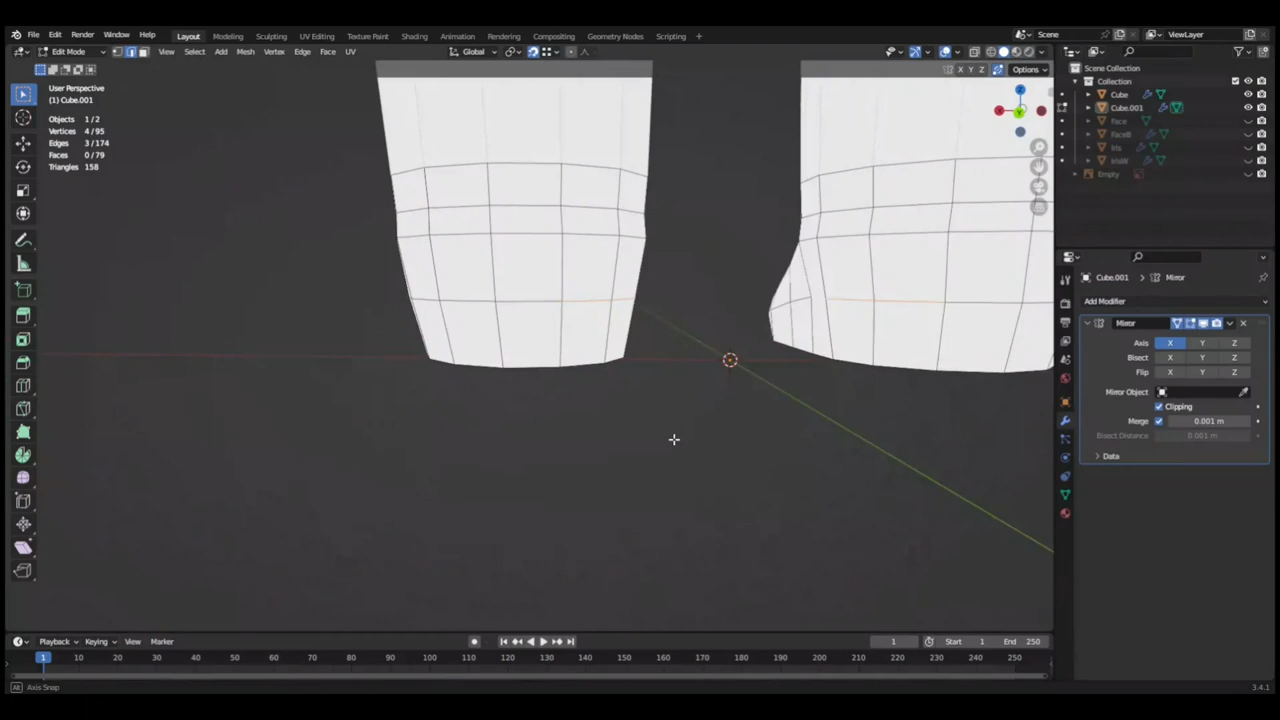 File Edit Render Window Help Layout Modeling Sculpting UV Editing Texture Paint Shading Animation Rendering Compositing Geometry Nodes Scripting + Scene ViewLayer
Edit Mode View Select Add Mesh Vertex Edge Face UV Global
X Y Z Options
Scene Collection
Collection
Cube
Cube.001
Face
FaceB
Iris
IrisW
Empty
User Perspective
(1) Cube.001
Objects 1/2
Vertices 4/95
Edges 3/174
Faces 0/79
Triangles 158
Z
Y
Cube.001 Mirror
Add Modifier
Mirror
Axis X Y Z
Bisect X Y Z
Flip X Y Z
Mirror Object
Clipping
Merge 0.001 m
Bisect Distance 0.001 m
Data
Playback Keying View Marker 1 Start 1 End 250
1 10 20 30 40 50 60 70 80 90 100 110 120 130 140 150 160 170 180 190 200 210 220 230 240 250
Alt Axis Snap 3.4.1